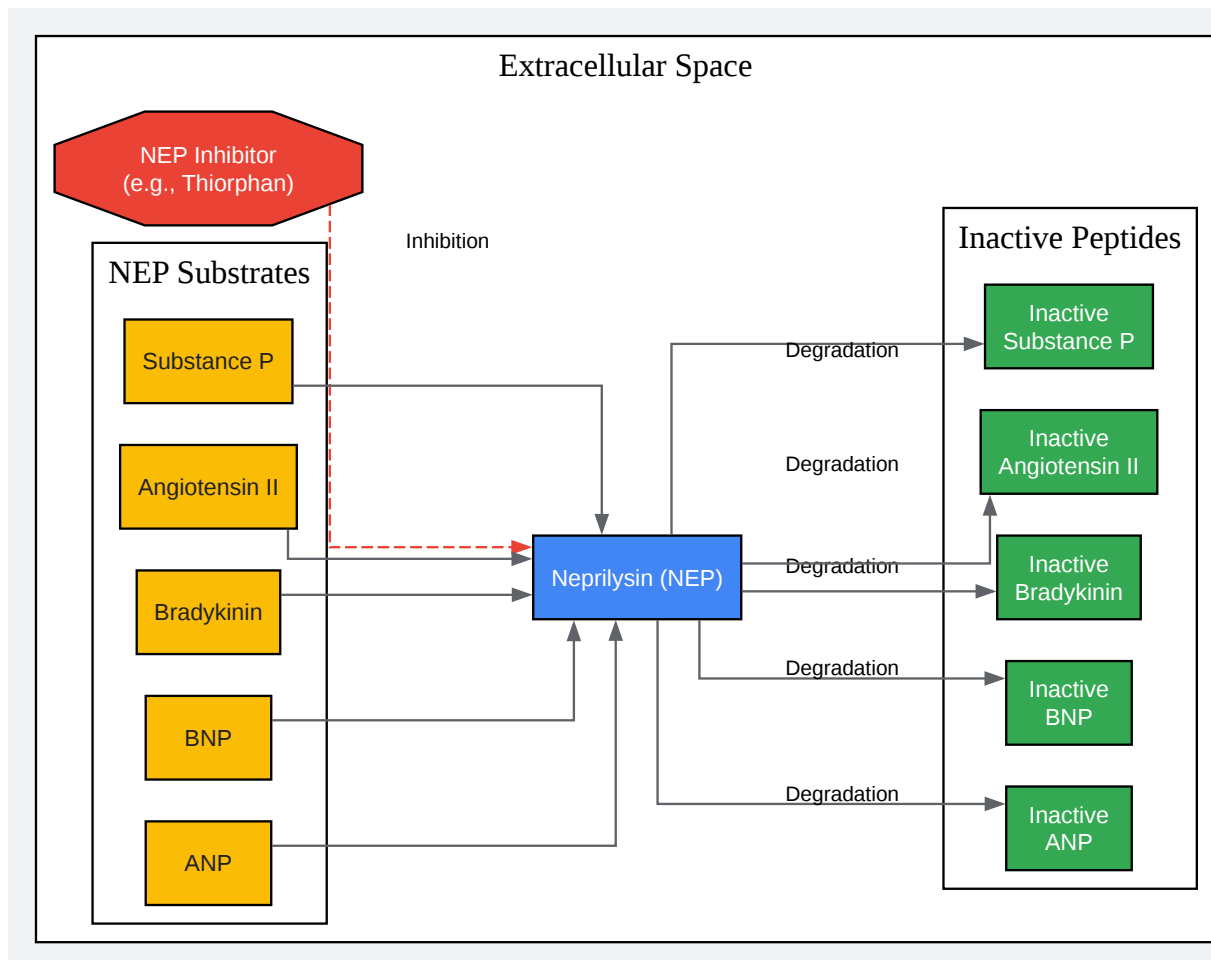 Extracellular Space
NEP Inhibitor
(e.g., Thiorphan)
Inhibition
NEP Substrates
Substance P
Angiotensin II
Bradykinin
BNP
ANP
Neprilysin (NEP)
Degradation
Degradation
Degradation
Degradation
Degradation
Inactive Peptides
Inactive
Substance P
Inactive
Angiotensin II
Inactive
Bradykinin
Inactive
BNP
Inactive
ANP